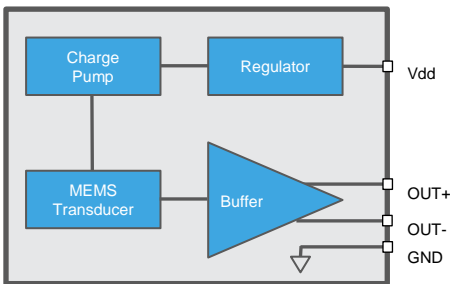 Charge
Pump
Regulator
Vdd
MEMS
Transducer
Buffer
OUT+
OUT-
GND